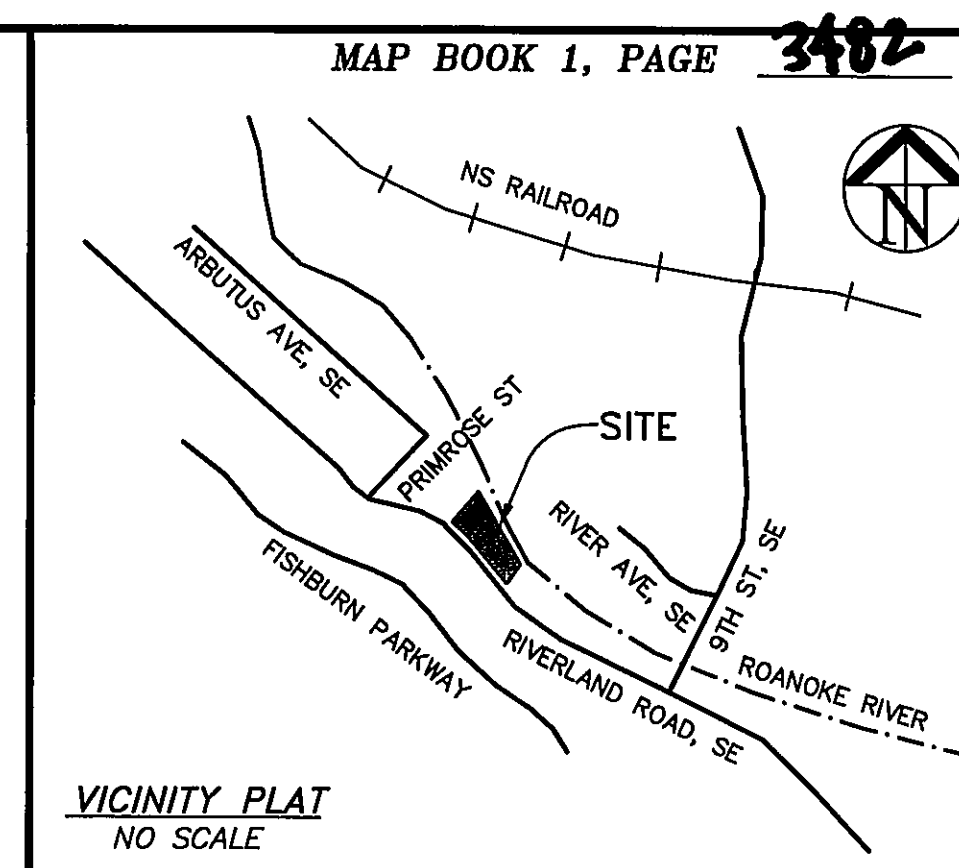 MAP BOOK 1, PAGE 3482
N
NS RAILROAD
ARBUTUS AVE, SE
PRIMROSE ST
SITE
RIVER AVE, SE
9TH ST, SE
FISHBURN PARKWAY
RIVERLAND ROAD, SE
ROANOKE RIVER
VICINITY PLAT
NO SCALE